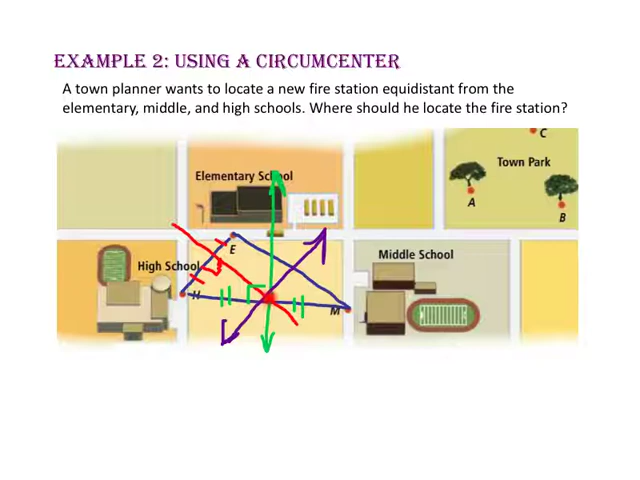 Example 2: Using a Circumcenter
A town planner wants to locate a new fire station equidistant from the
elementary, middle, and high schools. Where should he locate the fire station?
C
Town Park
Elementary School
A
B
E
Middle School
High School
H
M